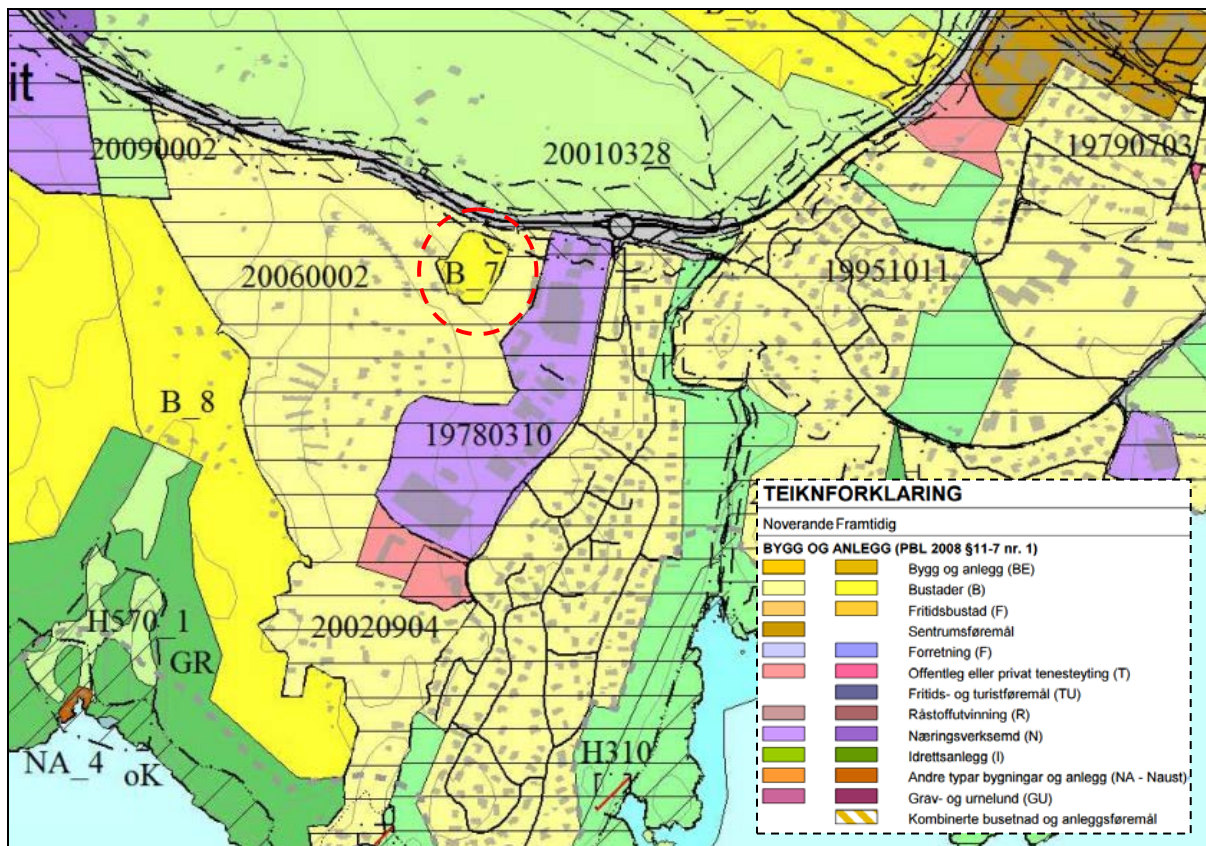 it
20090002
20010328
19790703
20060002
B_7
19951011
B_8
19780310
20020904
H570_1
GR
NA_4
oK
H310
TEIKNFORKLARING
Noverande Framtidig
BYGG OG ANLEGG (PBL 2008 §11-7 nr. 1)
Bygg og anlegg (BE)
Bustader (B)
Fritidsbustad (F)
Sentrumsføremål
Forretning (F)
Offentleg eller privat tenesteyting (T)
Fritids- og turistføremål (TU)
Råstoffutvinning (R)
Næringsverksemd (N)
Idrettsanlegg (I)
Andre typar bygningar og anlegg (NA - Naust)
Grav- og urnelund (GU)
Kombinerte busetnad og anleggsføremål